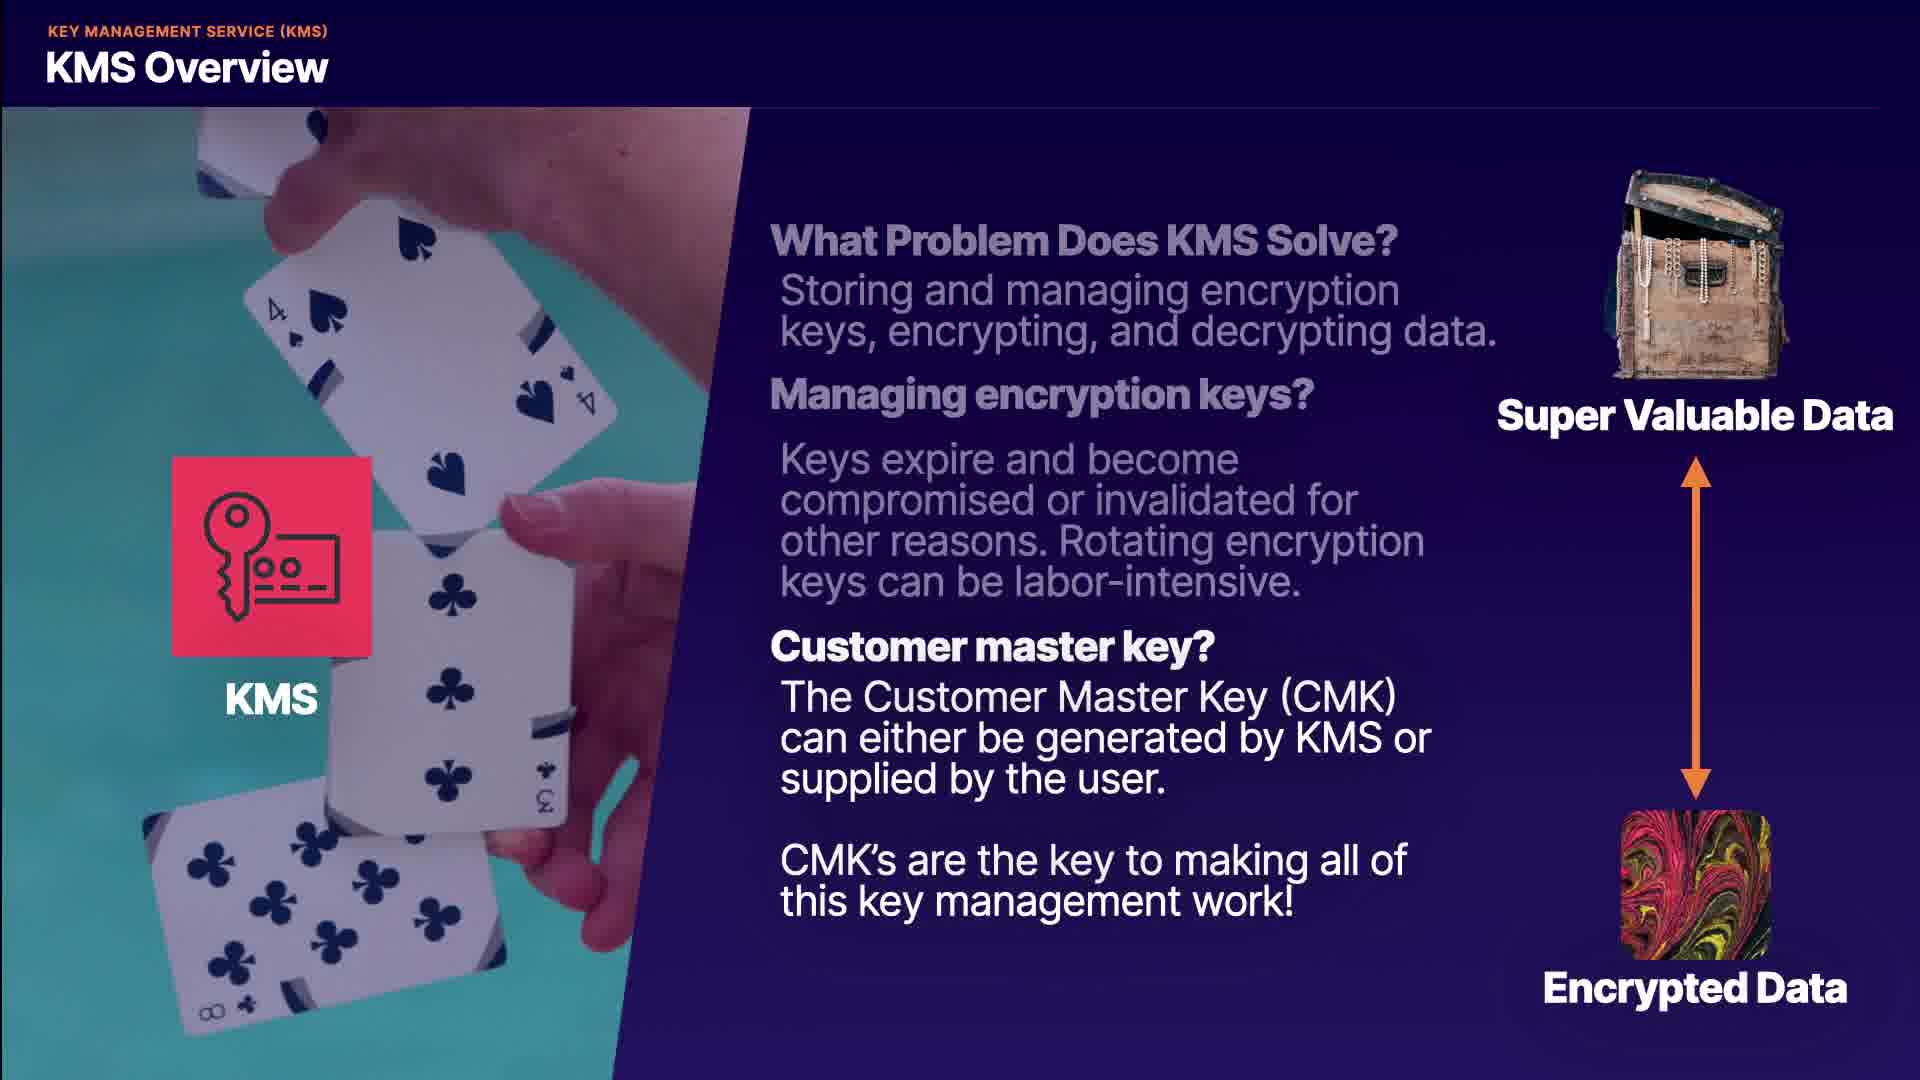 KEY MANAGEMENT SERVICE (KMS)
KMS Overview
What Problem Does KMS Solve?
Storing and managing encryption
keys, encrypting, and decrypting data.
Managing encryption keys?
Keys expire and become
compromised or invalidated for
other reasons. Rotating encryption
keys can be labor-intensive.
Customer master key?
The Customer Master Key (CMK)
can either be generated by KMS or
supplied by the user.
CMK’s are the key to making all of
this key management work!
KMS
4
4
3
8
Super Valuable Data
Encrypted Data